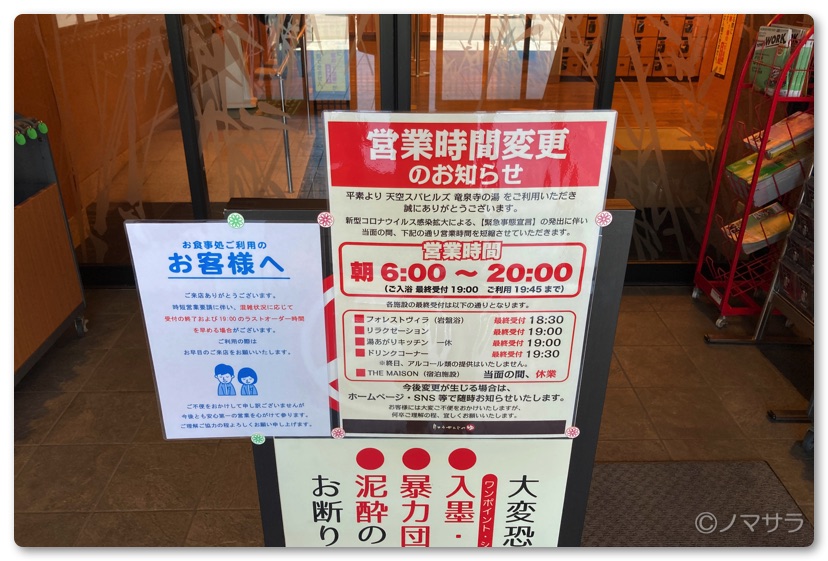 営業時間変更
のお知らせ
平素より 天空スパヒルズ 竜泉寺の湯 をご利用いただき
誠にありがとうございます。
新型コロナウイルス感染拡大による、【緊急事態宣言】の発出に伴い
当面の間、下記の通り営業時間を短縮させていただきます。
営業時間
朝 6:00 ～ 20:00
(ご入浴 最終受付 19:00 ご利用 19:45 まで)
各施設の最終受付は以下の通りとなります。
フォレストヴィラ（岩盤浴） 最終受付 18:30
リラクゼーション 最終受付 19:00
湯あがりキッチン 一休 最終受付 19:00
ドリンクコーナー 最終受付 19:30
※終日、アルコール類の提供はいたしません。
THE MAISON（宿泊施設） 当面の間、休業
今後変更が生じる場合は、
ホームページ・SNS 等で随時お知らせいたします。
お客様には大変ご不便をおかけいたしますが、
何卒ご理解の程、宜しくお願いいたします。
お食事処ご利用の
お客様へ
ご来店ありがとうございます。
時短営業要請に伴い、混雑状況に応じて
受付の終了および 19:00 のラストオーダー時間
を早める場合がございます。
ご利用の際は
お早目のご来店をお願いいたします。
ご不便をおかけして申し訳ございませんが
今後とも安心第一の営業を心がけて参ります。
ご理解ご協力の程よろしくお願い申し上げます。
大変恐
ワンポイント・シ
●入墨・
●暴力団
●泥酔の
お断り
WORK
©ノマサラ